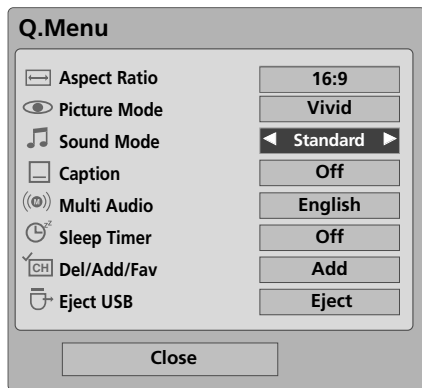 Q.Menu
Aspect Ratio 16:9
Picture Mode Vivid
Sound Mode ◀ Standard ▶
Caption Off
Multi Audio English
Sleep Timer Off
CH Del/Add/Fav Add
Eject USB Eject
Close